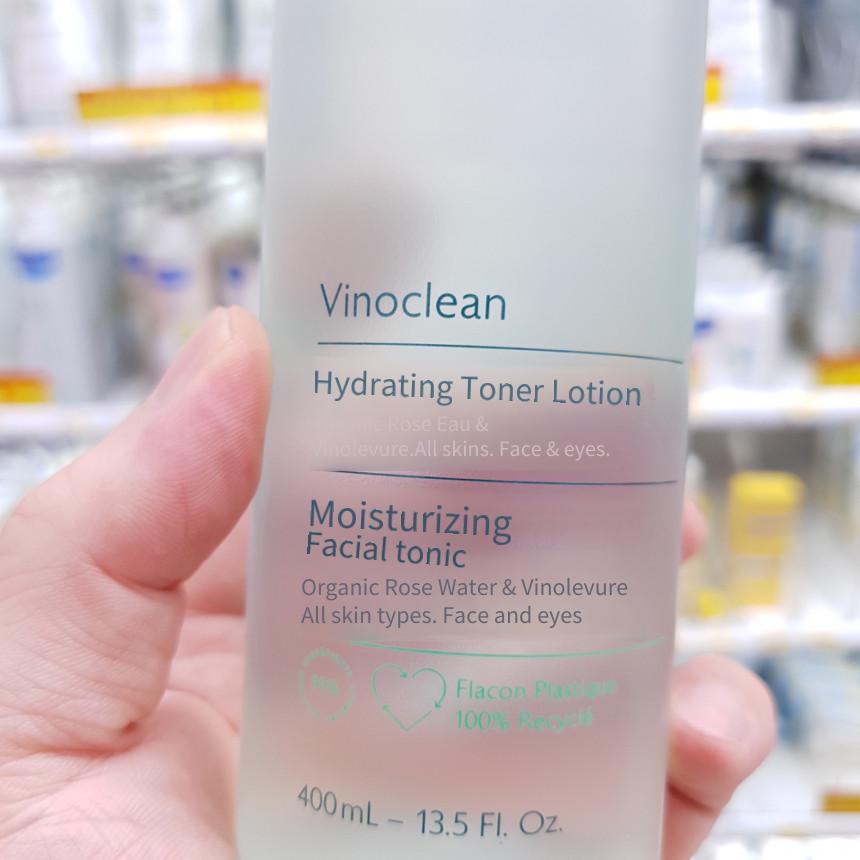 Vinoclean
Hydrating Toner Lotion
Rose Eau &
Vinolevure.All skins. Face & eyes.
Moisturizing
Facial tonic
Organic Rose Water & Vinolevure
All skin types. Face and eyes
Flacon Plastique
100% Recyclé
400mL – 13.5 Fl. Oz.